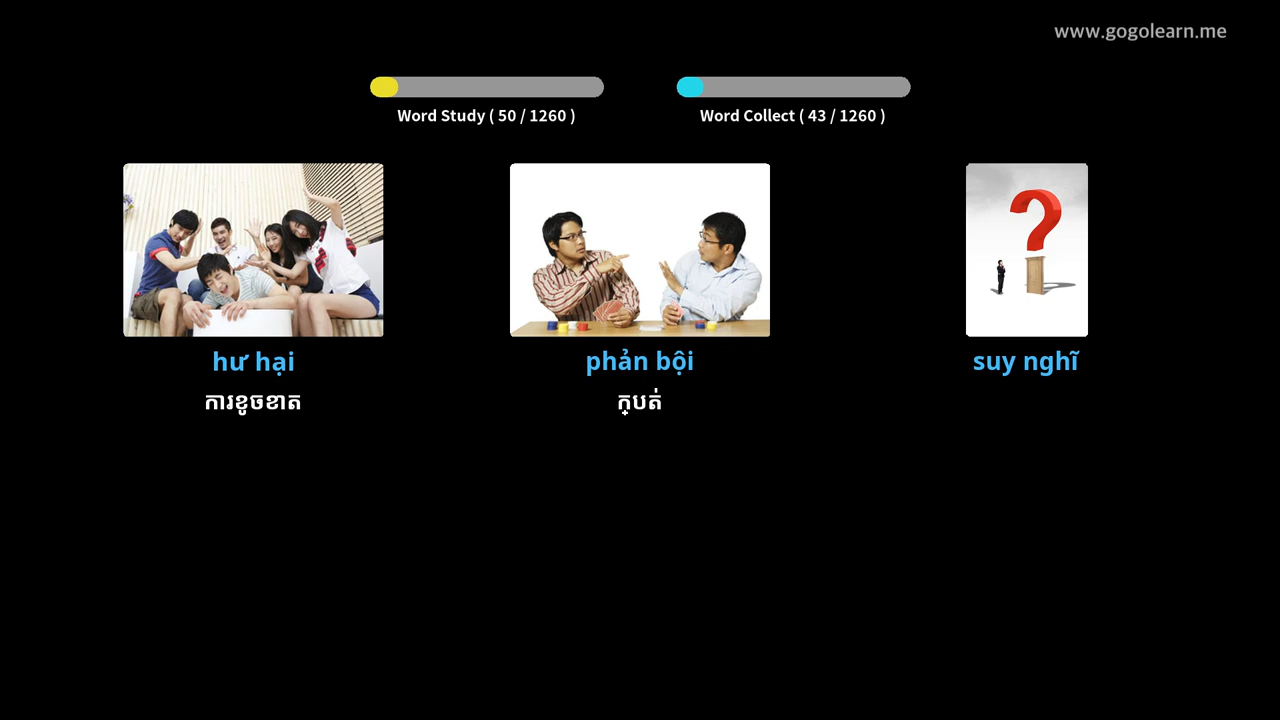 www.gogolearn.me
Word Study ( 50 / 1260 )
Word Collect ( 43 / 1260 )
hư hại
ការខូចខាត
phản bội
ក្បត់
suy nghĩ